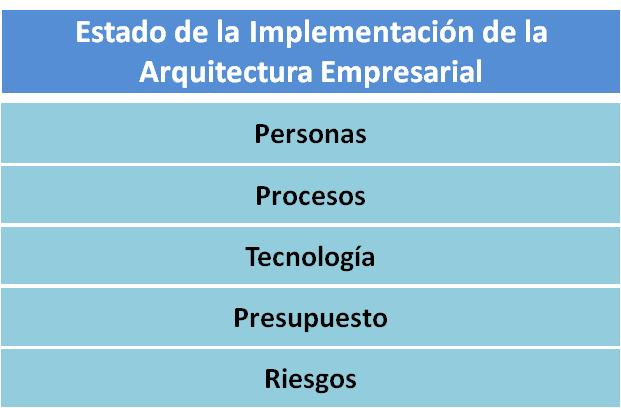 Estado de la Implementación de la
Arquitectura Empresarial
Personas
Procesos
Tecnología
Presupuesto
Riesgos